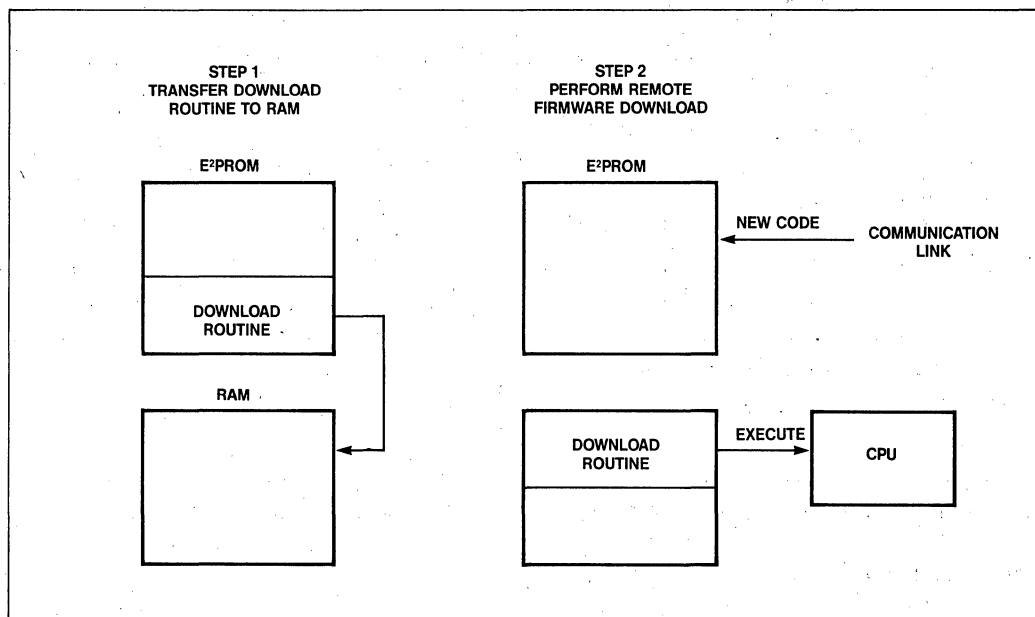 STEP 1
TRANSFER DOWNLOAD
ROUTINE TO RAM
E²PROM
DOWNLOAD
ROUTINE
RAM
STEP 2
PERFORM REMOTE
FIRMWARE DOWNLOAD
E²PROM
NEW CODE
COMMUNICATION
LINK
DOWNLOAD
ROUTINE
EXECUTE
CPU